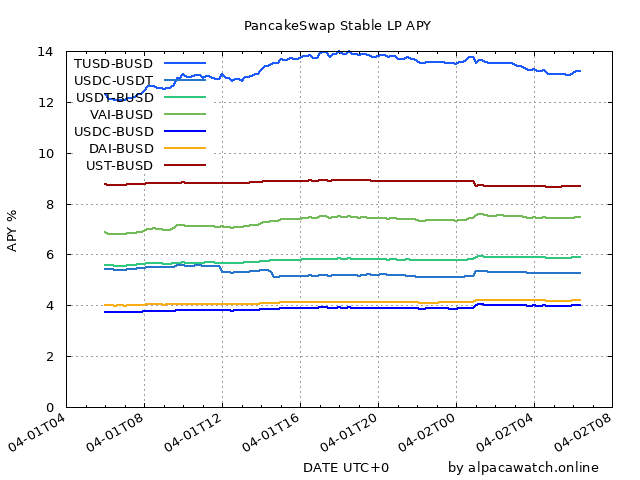 PancakeSwap Stable LP APY
14
12
10
8
6
4
2
0
APY %
TUSD-BUSD
USDC-USDT
USDT-BUSD
VAI-BUSD
USDC-BUSD
DAI-BUSD
UST-BUSD
04-01T04
04-01T08
04-01T12
04-01T16
04-01T20
04-02T00
04-02T04
04-02T08
DATE UTC+0
by alpacawatch.online